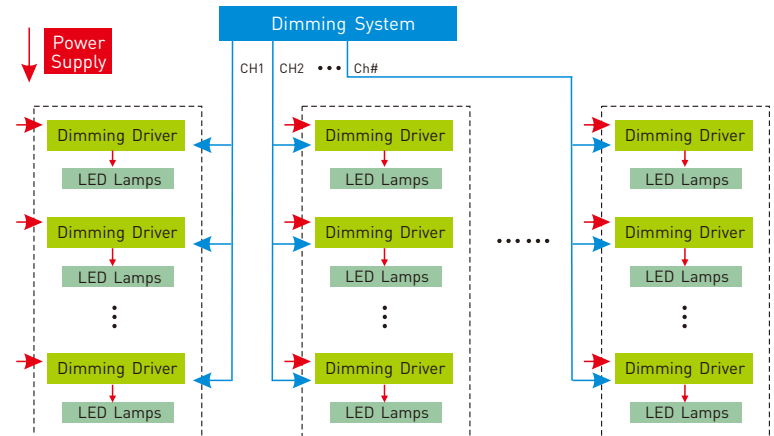 Dimming System
Power
Supply
CH1 CH2 ••• Ch#
Dimming Driver Dimming Driver Dimming Driver
LED Lamps LED Lamps LED Lamps
Dimming Driver Dimming Driver •••••• Dimming Driver
LED Lamps LED Lamps LED Lamps
Dimming Driver Dimming Driver Dimming Driver
LED Lamps LED Lamps LED Lamps